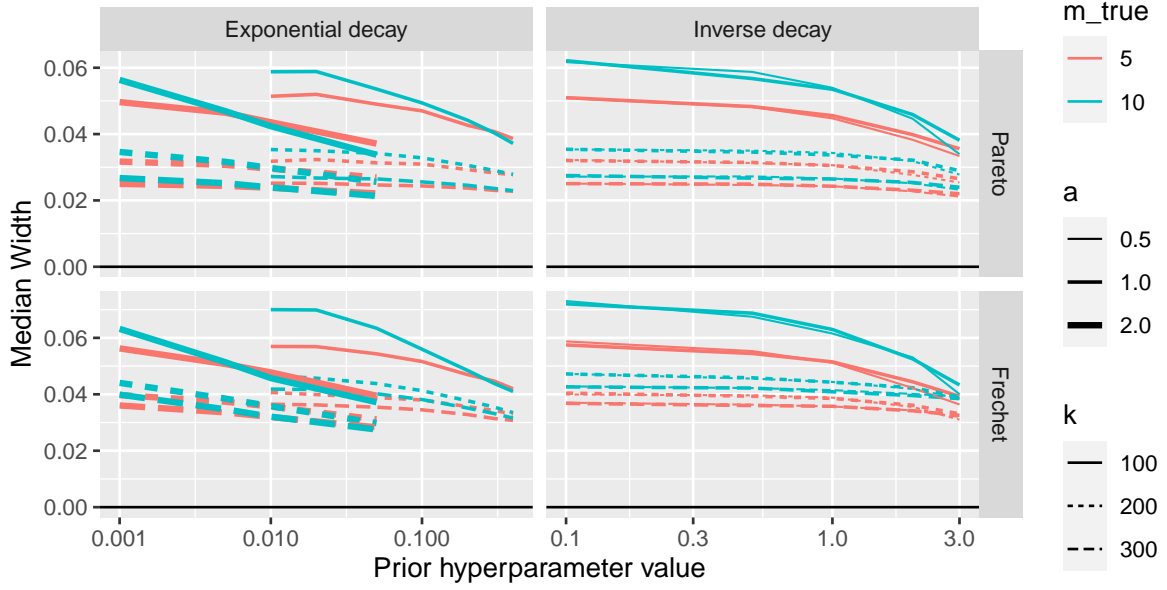 Exponential decay
Inverse decay
Median Width
0.06
0.04
0.02
0.00
Pareto
0.06
0.04
0.02
0.00
Frechet
0.001
0.010
0.100
0.1
0.3
1.0
3.0
Prior hyperparameter value
m_true
5
10
a
0.5
1.0
2.0
k
100
200
300